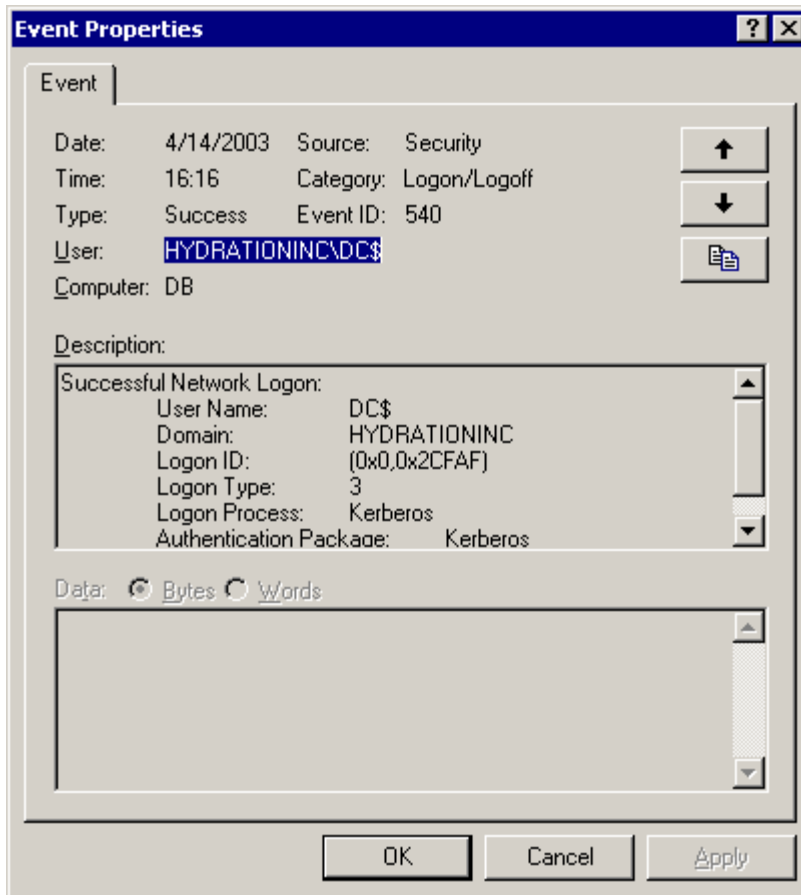 Event Properties
Event
Date: 4/14/2003 Source: Security
Time: 16:16 Category: Logon/Logoff
Type: Success Event ID: 540
User: HYDRATIONINC\DC$
Computer: DB
Description:
Successful Network Logon:
User Name: DC$
Domain: HYDRATIONINC
Logon ID: (0x0,0x2CFAF)
Logon Type: 3
Logon Process: Kerberos
Authentication Package: Kerberos
Data: Bytes Words
OK Cancel Apply